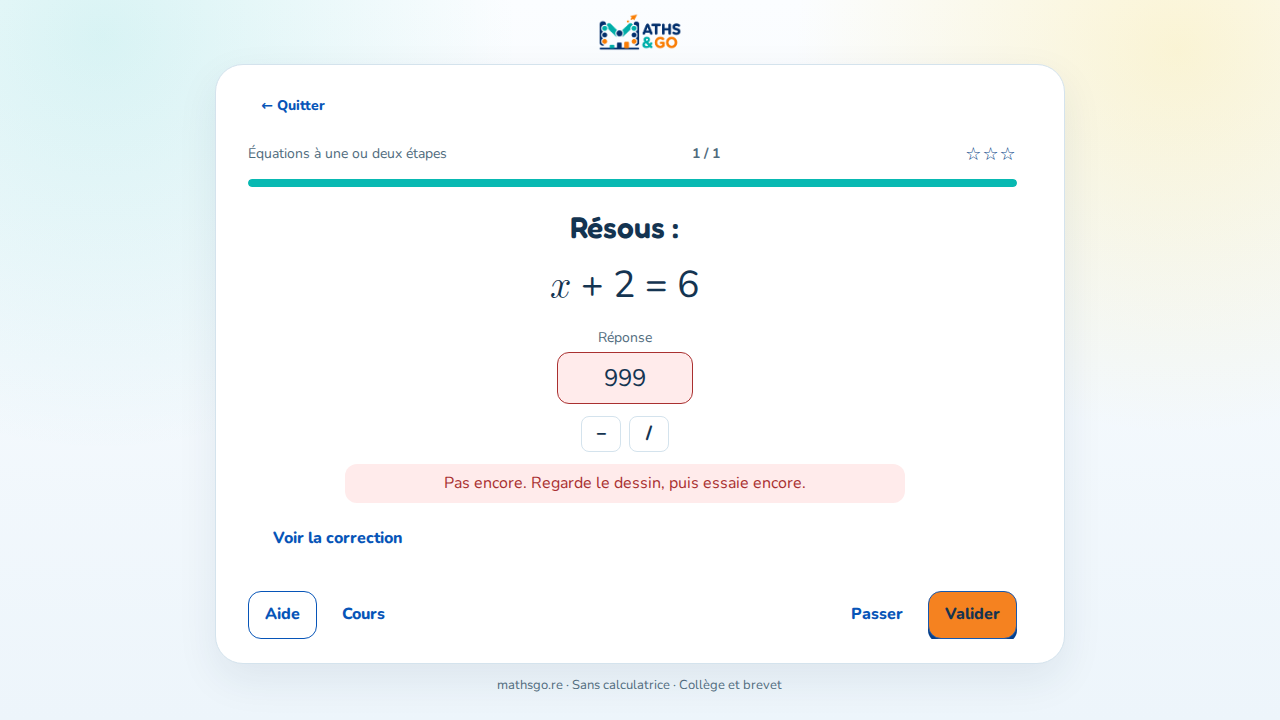 MATHS
&GO
← Quitter
Équations à une ou deux étapes
1 / 1
☆☆☆
Résous :
x + 2 = 6
Réponse
999
− /
Pas encore. Regarde le dessin, puis essaie encore.
Voir la correction
Aide Cours Passer Valider
mathsgo.re · Sans calculatrice · Collège et brevet